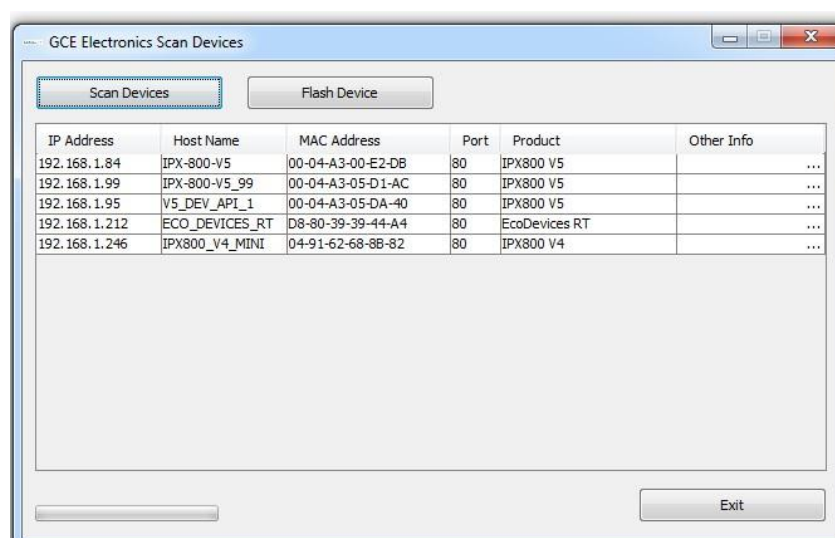 GCE Electronics Scan Devices
Scan Devices Flash Device
IP Address Host Name MAC Address Port Product Other Info
192.168.1.84 IPX-800-V5 00-04-A3-00-E2-DB 80 IPX800 V5 ...
192.168.1.99 IPX-800-V5_99 00-04-A3-05-D1-AC 80 IPX800 V5 ...
192.168.1.95 V5_DEV_API_1 00-04-A3-05-DA-40 80 IPX800 V5 ...
192.168.1.212 ECO_DEVICES_RT D8-80-39-39-44-A4 80 EcoDevices RT ...
192.168.1.246 IPX800_V4_MINI 04-91-62-68-8B-82 80 IPX800 V4 ...
Exit